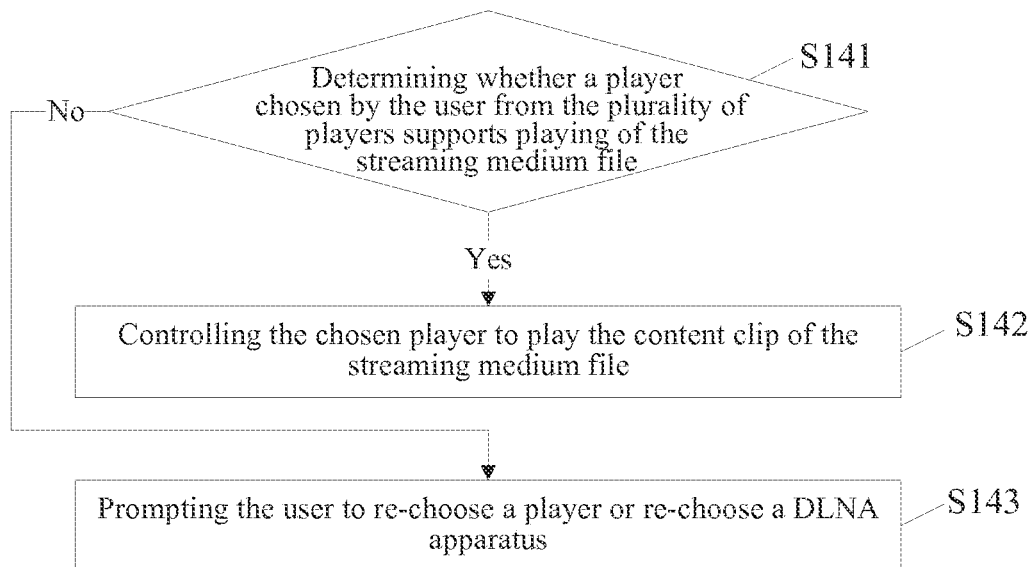 S141
Determining whether a player
chosen by the user from the plurality of
players supports playing of the
streaming medium file
No
Yes
Controlling the chosen player to play the content clip of the
streaming medium file
S142
Prompting the user to re-choose a player or re-choose a DLNA
apparatus
S143